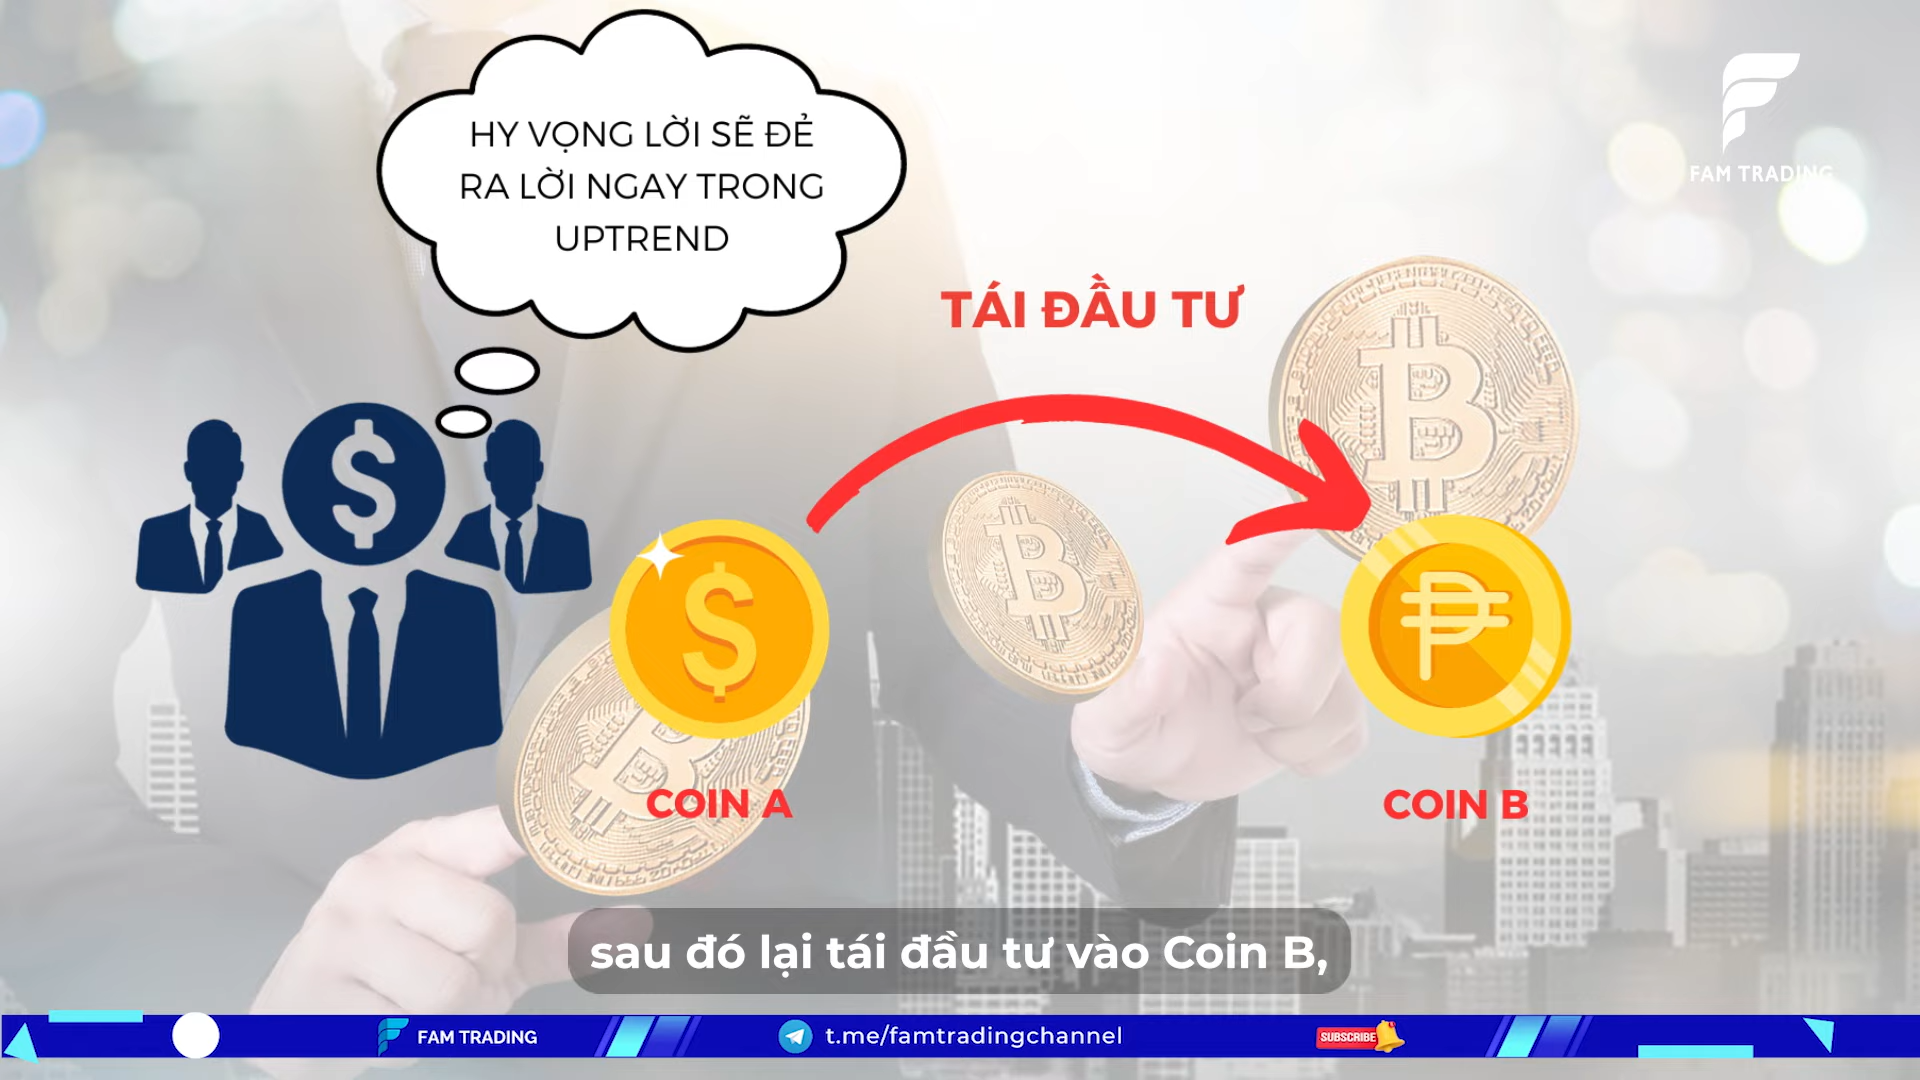 HY VỌNG LỜI SẼ ĐẺ
RA LỜI NGAY TRONG
UPTREND
FAM TRADING
TÁI ĐẦU TƯ
COIN A
COIN B
sau đó lại tái đầu tư vào Coin B,
FAM TRADING
t.me/famtradingchannel
SUBSCRIBE